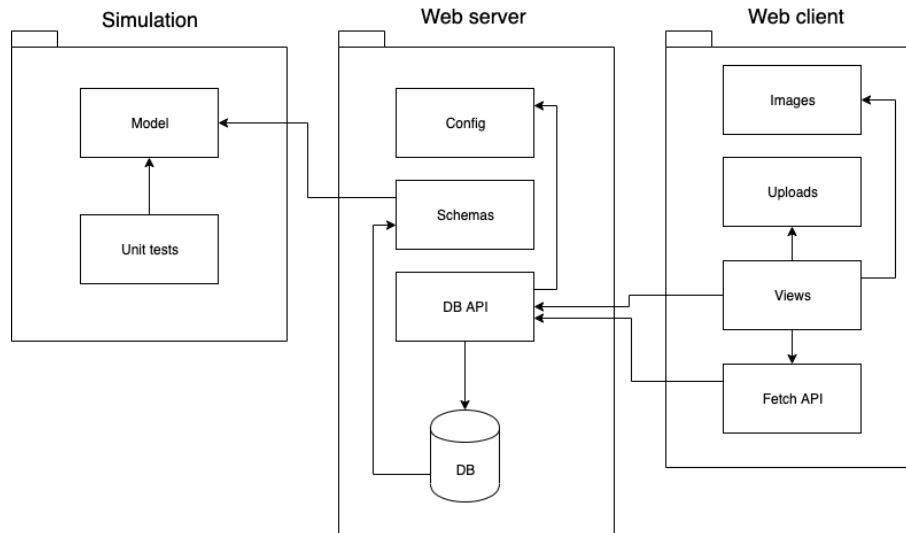 Simulation
Web server
Web client
Model
Unit tests
Config
Schemas
DB API
DB
Images
Uploads
Views
Fetch API